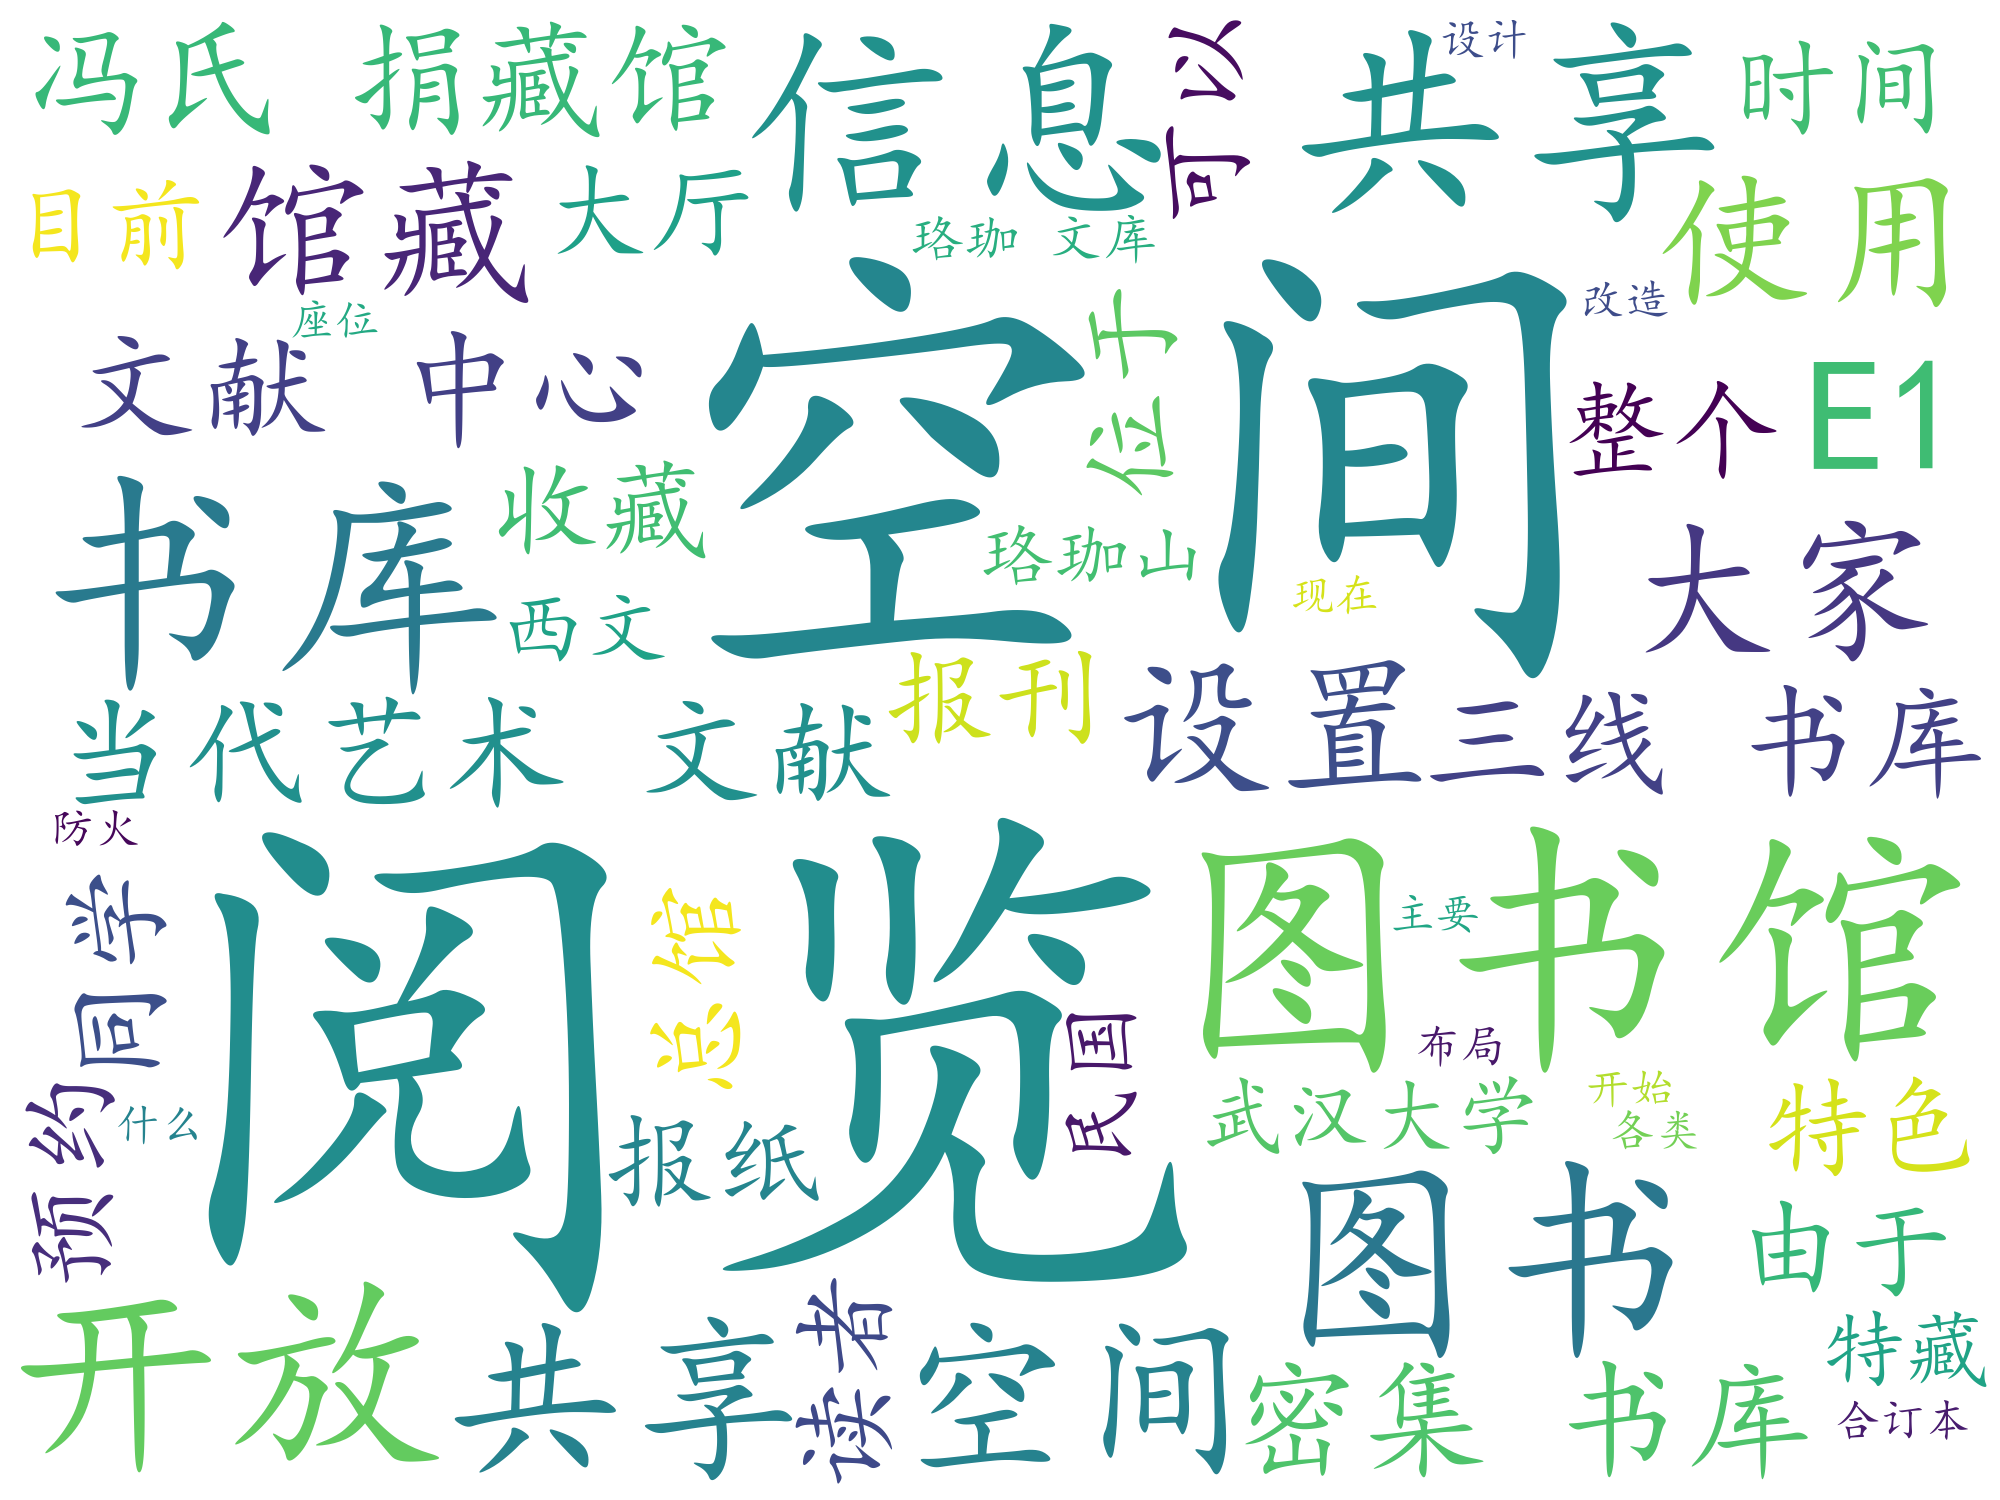 冯氏 捐藏馆
信息 共享
可以
设计
时间
目前
馆藏
大厅
珞珈 文库
使用
座位
文献 中心
空间
位于
改造
整个
E1
书库
收藏
西文
珞珈山
现在
大家
当代艺术 文献
报刊
设置
三线 书库
防火
阅览
图书馆
主要
同学
总馆
民国
布局
预约
什么
报纸
武汉大学
开始
各类
特色
图书
由于
开放
共享 空间
读者
密集 书库
特藏
合订本